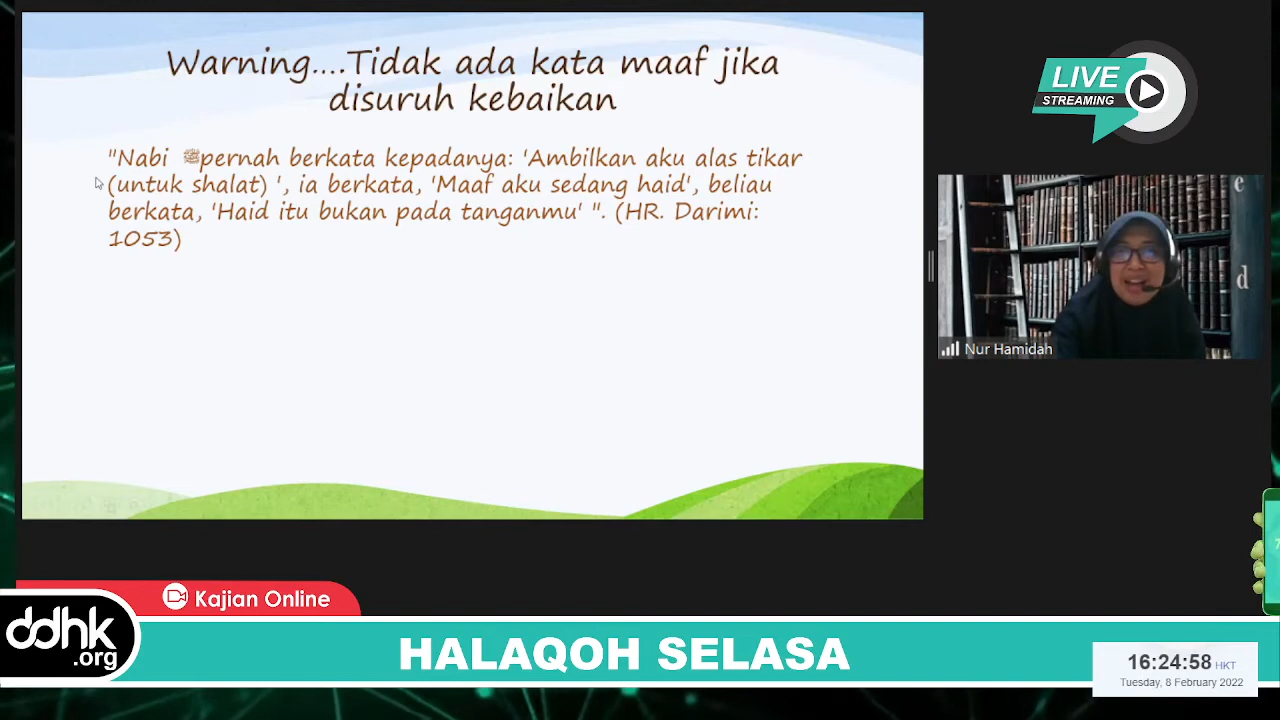 Warning....Tidak ada kata maaf jika
disuruh kebaikan
"Nabi ﷺpernah berkata kepadanya: 'Ambilkan aku alas tikar
(untuk shalat) ', ia berkata, 'Maaf aku sedang haid', beliau
berkata, 'Haid itu bukan pada tanganmu' ". (HR. Darimi:
1053)
LIVE
STREAMING
e
d
Nur Hamidah
Kajian Online
ddhk
.org
HALAQOH SELASA
16:24:58 HKT
Tuesday, 8 February 2022